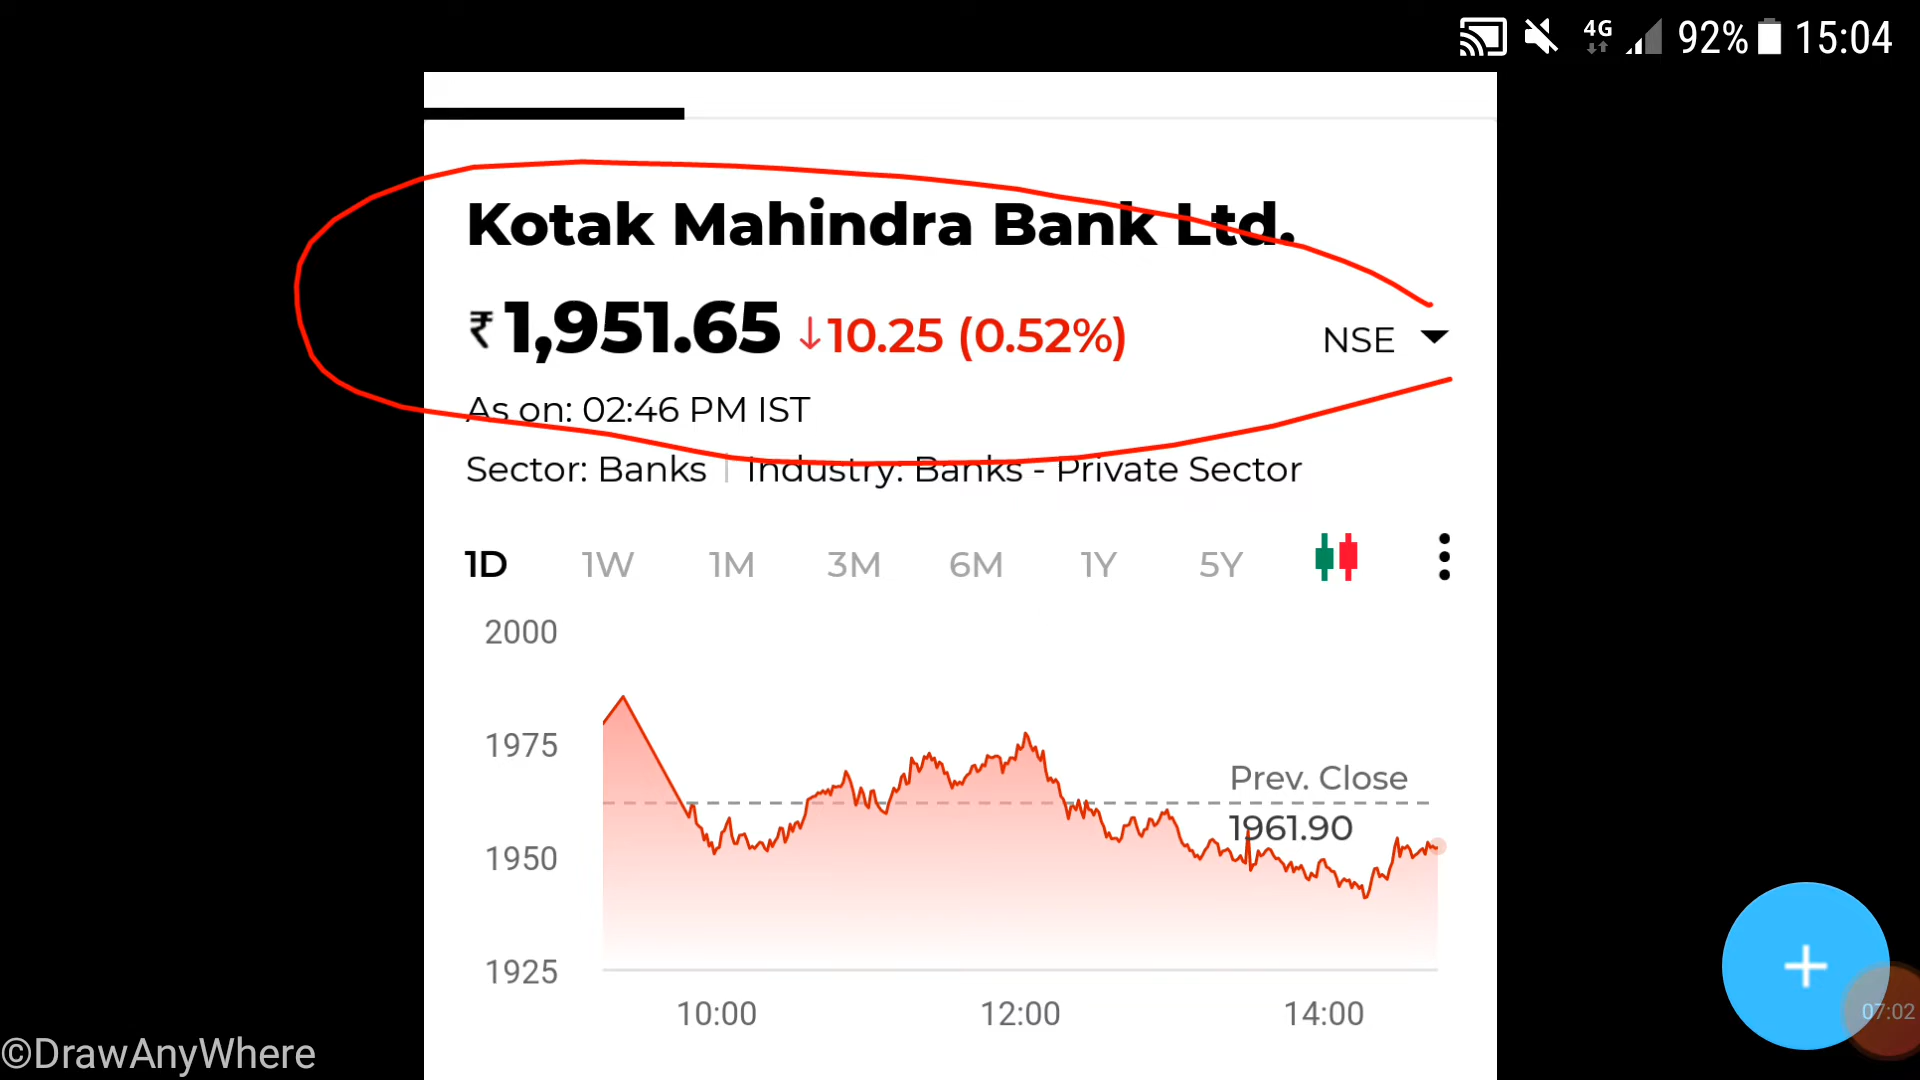 4G 92% 15:04
Kotak Mahindra Bank Ltd.
₹ 1,951.65 ↓10.25 (0.52%)
NSE
As on: 02:46 PM IST
Sector: Banks | Industry: Banks - Private Sector
1D 1W 1M 3M 6M 1Y 5Y
2000
1975
Prev. Close
1961.90
1950
1925
10:00 12:00 14:00
07:02
©DrawAnyWhere